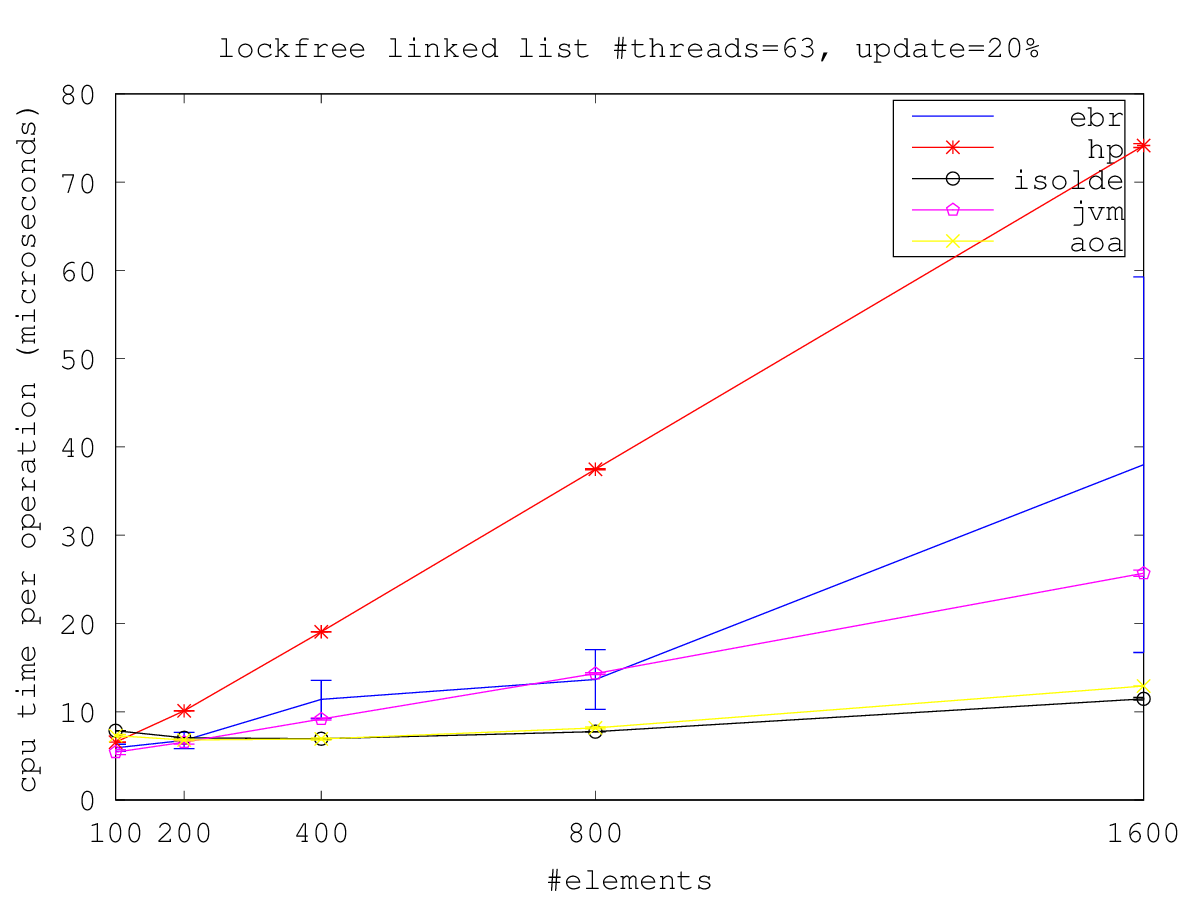 lockfree linked list #threads=63, update=20%
cpu time per operation (microseconds)
80
70
60
50
40
30
20
10
0
ebr
hp
isolde
jvm
aoa
100 200 400 800 1600
#elements